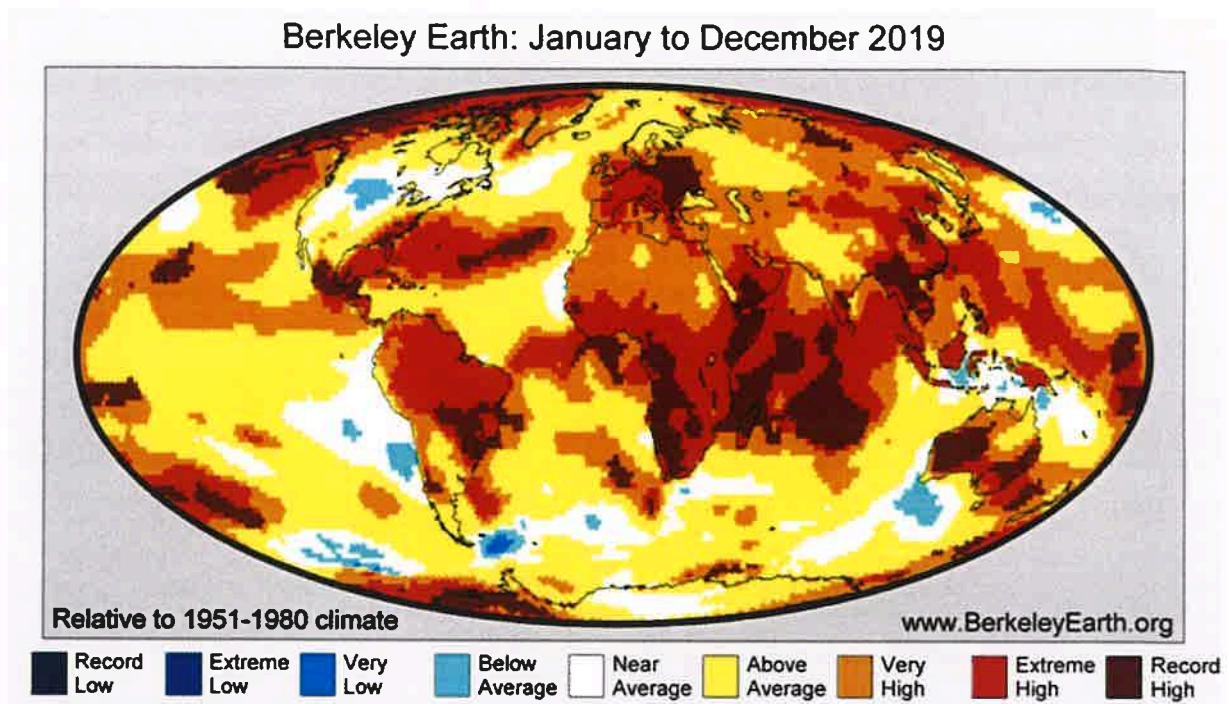 Berkeley Earth: January to December 2019
Relative to 1951-1980 climate
www.BerkeleyEarth.org
Record Low
Extreme Low
Very Low
Below Average
Near Average
Above Average
Very High
Extreme High
Record High